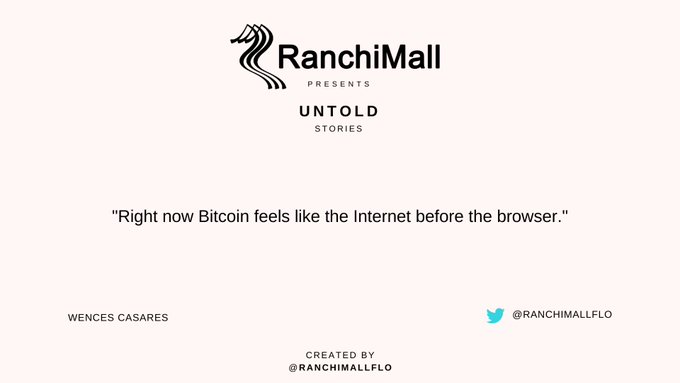 RanchiMall
PRESENTS
UNTOLD
STORIES
"Right now Bitcoin feels like the Internet before the browser."
WENCES CASARES
@RANCHIMALLFLO
CREATED BY
@RANCHIMALLFLO